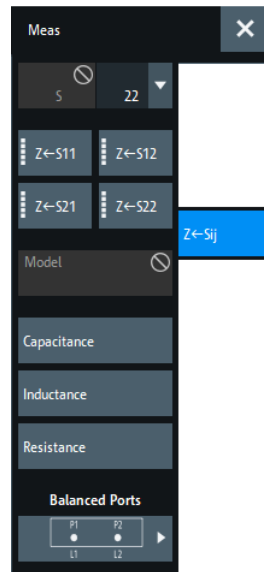 Meas
S 22
Z←S11 Z←S12
Z←S21 Z←S22
Z←Sij
Model
Capacitance
Inductance
Resistance
Balanced Ports
P1 P2
L1 L2